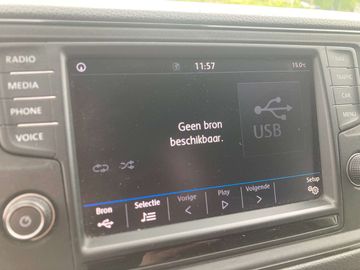 RADIO
MEDIA
PHONE
VOICE
11:57
15.0°C
Geen bron
beschikbaar.
USB
Bron
Selectie
Vorige
Play
Volgende
Setup
TRAFFIC
CAR
MENU